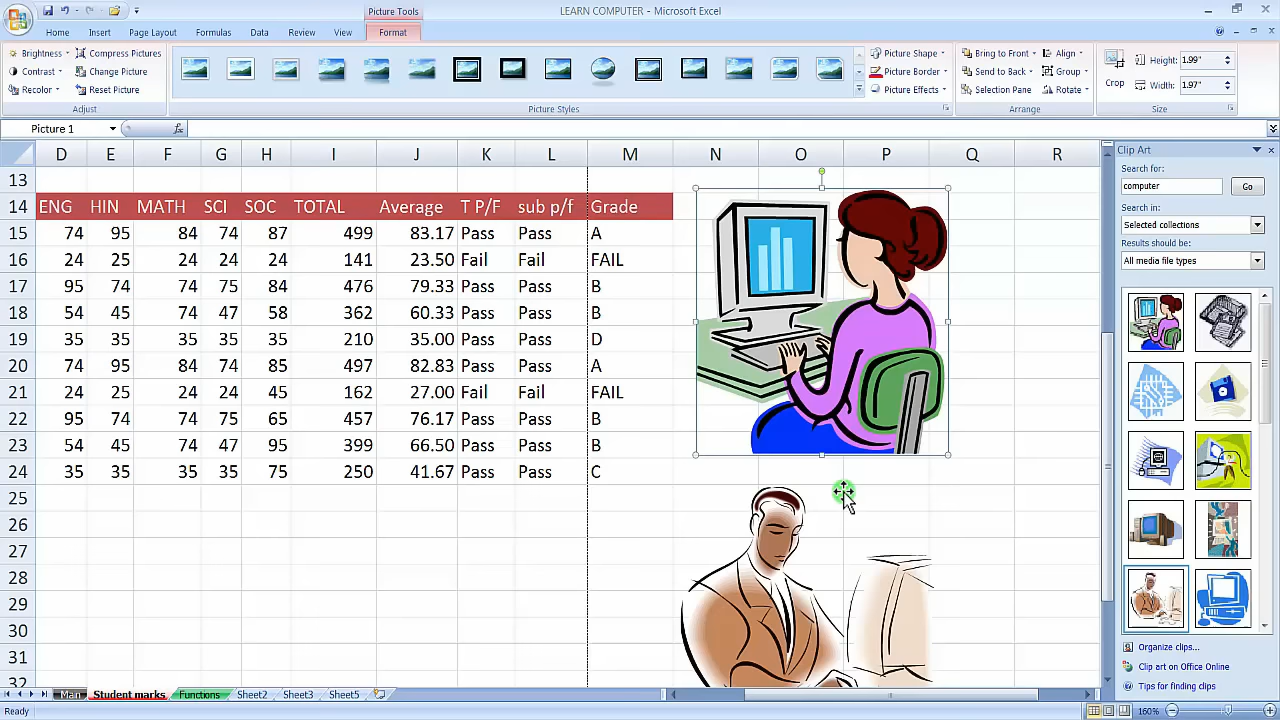 Picture Tools
LEARN COMPUTER - Microsoft Excel
Home Insert Page Layout Formulas Data Review View Format
Brightness Compress Pictures
Contrast Change Picture
Recolor Reset Picture
Adjust
Picture Styles
Picture Shape
Picture Border
Picture Effects
Bring to Front Align
Send to Back Group
Selection Pane Rotate
Arrange
Crop
Height: 1.99"
Width: 1.97"
Size
Picture 1
fx
D E F G H I J K L M N O P Q R
13
14 ENG HIN MATH SCI SOC TOTAL Average T P/F sub p/f Grade
15 74 95 84 74 87 499 83.17 Pass Pass A
16 24 25 24 24 24 141 23.50 Fail Fail FAIL
17 95 74 74 75 84 476 79.33 Pass Pass B
18 54 45 74 47 58 362 60.33 Pass Pass B
19 35 35 35 35 35 210 35.00 Pass Pass D
20 74 95 84 74 85 497 82.83 Pass Pass A
21 24 25 24 24 45 162 27.00 Fail Fail FAIL
22 95 74 74 75 65 457 76.17 Pass Pass B
23 54 45 74 47 95 399 66.50 Pass Pass B
24 35 35 35 35 75 250 41.67 Pass Pass C
25
26
27
28
29
30
31
32
Clip Art
Search for:
computer Go
Search in:
Selected collections
Results should be:
All media file types
Organize clips...
Clip art on Office Online
Tips for finding clips
Main Student marks Functions Sheet2 Sheet3 Sheet5
Ready
160%